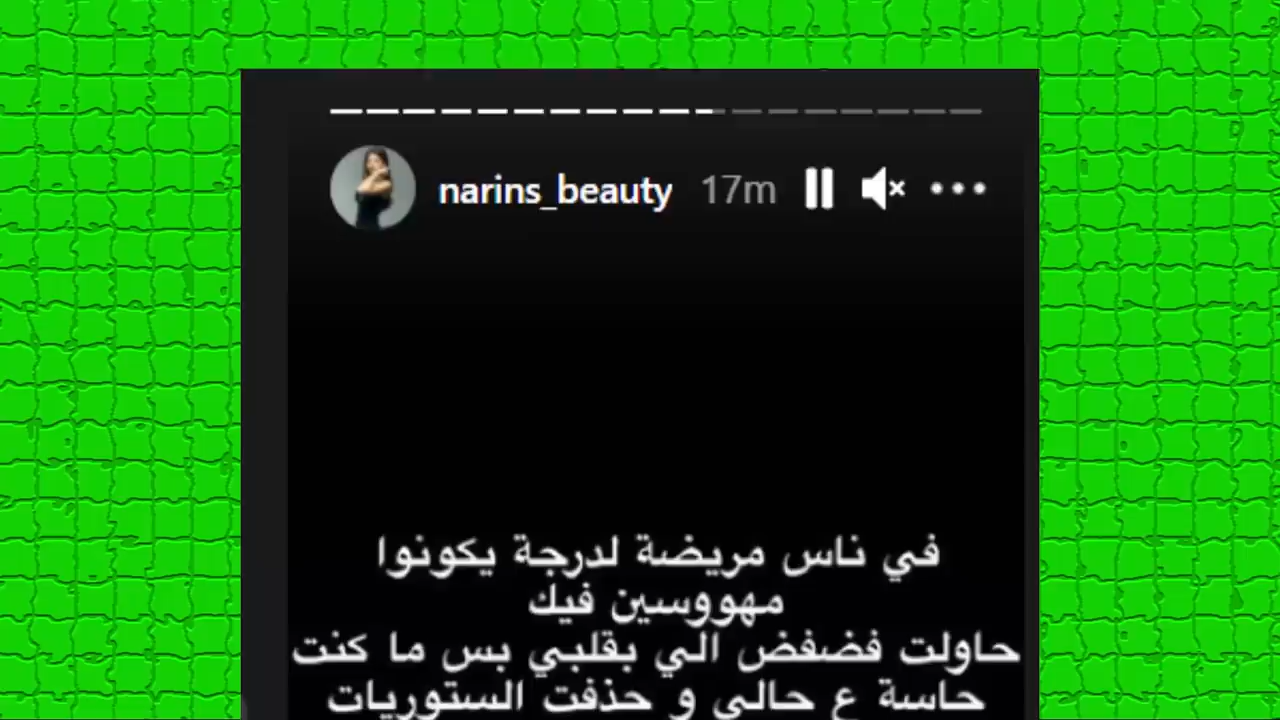 narins_beauty 17m
في ناس مريضة لدرجة يكونوا
مهووسين فيك
حاولت فضفض الي بقلبي بس ما كنت
حاسة ع حالي و حذفت الستوريات